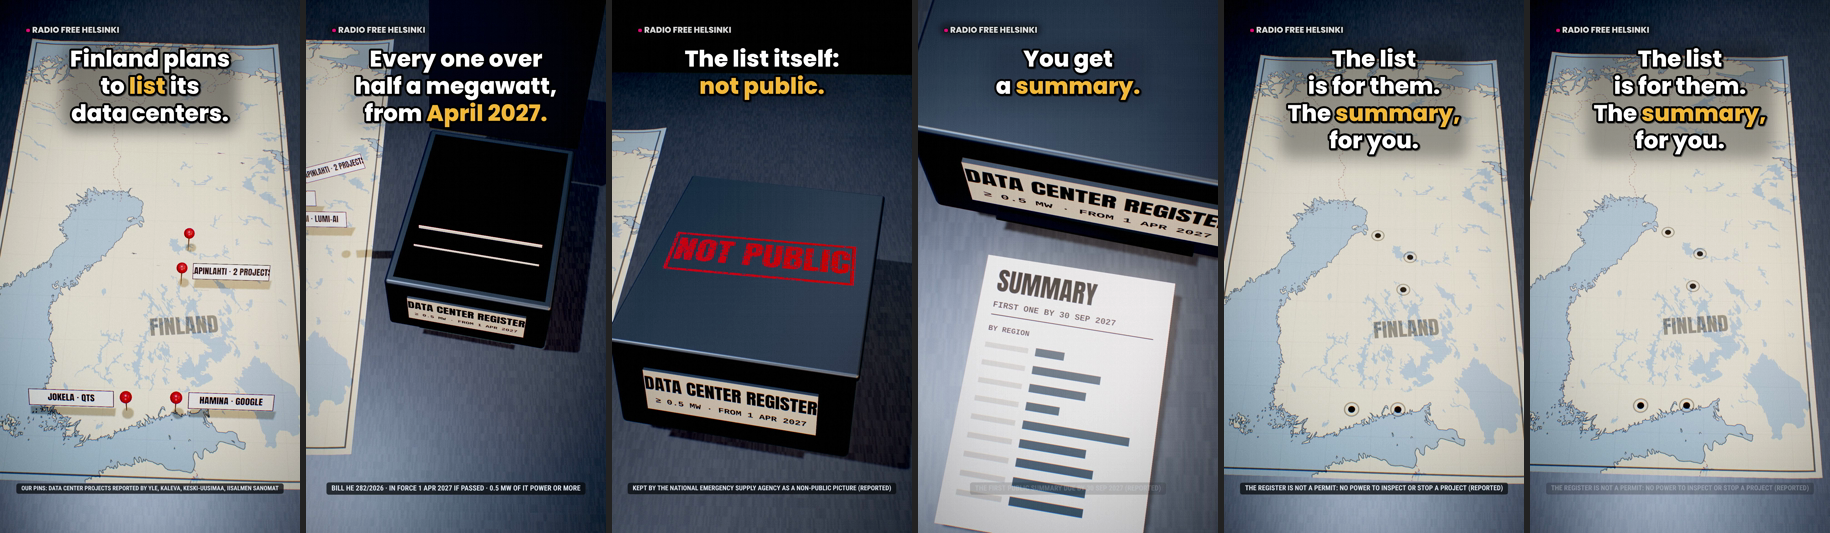 RADIO FREE HELSINKI
Finland plans
to list its
data centers.
APINLAHTI · 2 PROJECTS
FINLAND
JOKELA · QTS
HAMINA · GOOGLE
OUR PINS: DATA CENTER PROJECTS REPORTED BY YLE, KALEVA, KESKI-UUSIMAA, IISALMEN SANOMAT
RADIO FREE HELSINKI
Every one over
half a megawatt,
from April 2027.
APINLAHTI · 2 PROJECTS
I · LUMI-AI
DATA CENTER REGISTER
≥ 0.5 MW · FROM 1 APR 2027
BILL HE 282/2026 · IN FORCE 1 APR 2027 IF PASSED · 0.5 MW OF IT POWER OR MORE
RADIO FREE HELSINKI
The list itself:
not public.
NOT PUBLIC
DATA CENTER REGISTER
≥ 0.5 MW · FROM 1 APR 2027
KEPT BY THE NATIONAL EMERGENCY SUPPLY AGENCY AS A NON-PUBLIC PICTURE (REPORTED)
RADIO FREE HELSINKI
You get
a summary.
DATA CENTER REGISTE
≥ 0.5 MW · FROM 1 APR 2027
SUMMARY
FIRST ONE BY 30 SEP 2027
BY REGION
RADIO FREE HELSINKI
The list
is for them.
The summary,
for you.
FINLAND
THE REGISTER IS NOT A PERMIT: NO POWER TO INSPECT OR STOP A PROJECT (REPORTED)
RADIO FREE HELSINKI
The list
is for them.
The summary,
for you.
FINLAND
THE REGISTER IS NOT A PERMIT: NO POWER TO INSPECT OR STOP A PROJECT (REPORTED)